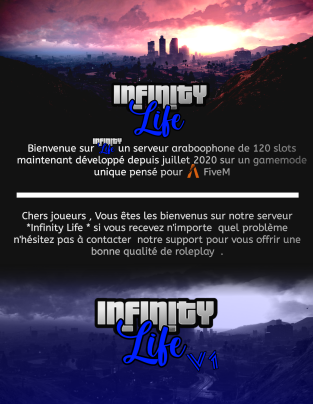 INFINITY
Life
INFINITY
Bienvenue sur Life un serveur araboophone de 120 slots
maintenant développé depuis juillet 2020 sur un gamemode
unique pensé pour FiveM
Chers joueurs , Vous êtes les bienvenus sur notre serveur
*Infinity Life * si vous recevez n'importe quel problème
n'hésitez pas à contacter notre support pour vous offrir une
bonne qualité de roleplay .
INFINITY
Life
V1